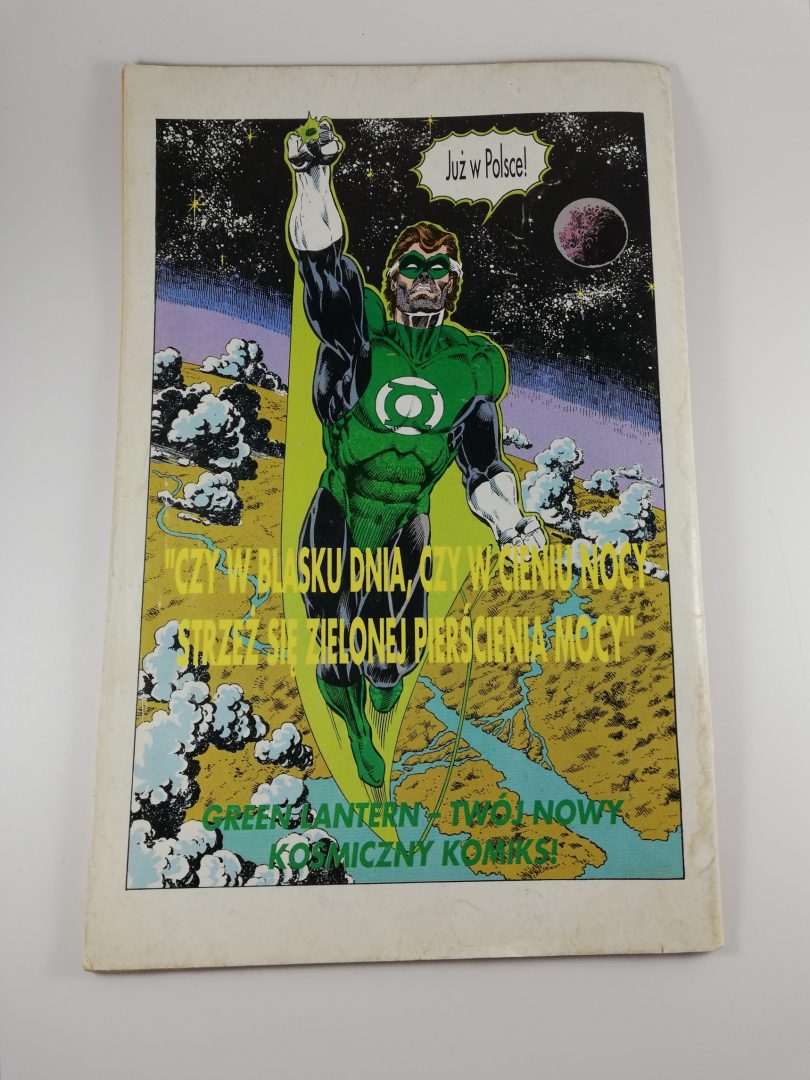 Już w Polsce!
"CZY W BLASKU DNIA, CZY W CIENIU NOCY
STRZEŻ SIĘ ZIELONEJ PIERŚCIENIA MOCY"
GREEN LANTERN - TWÓJ NOWY
KOSMICZNY KOMIKS!